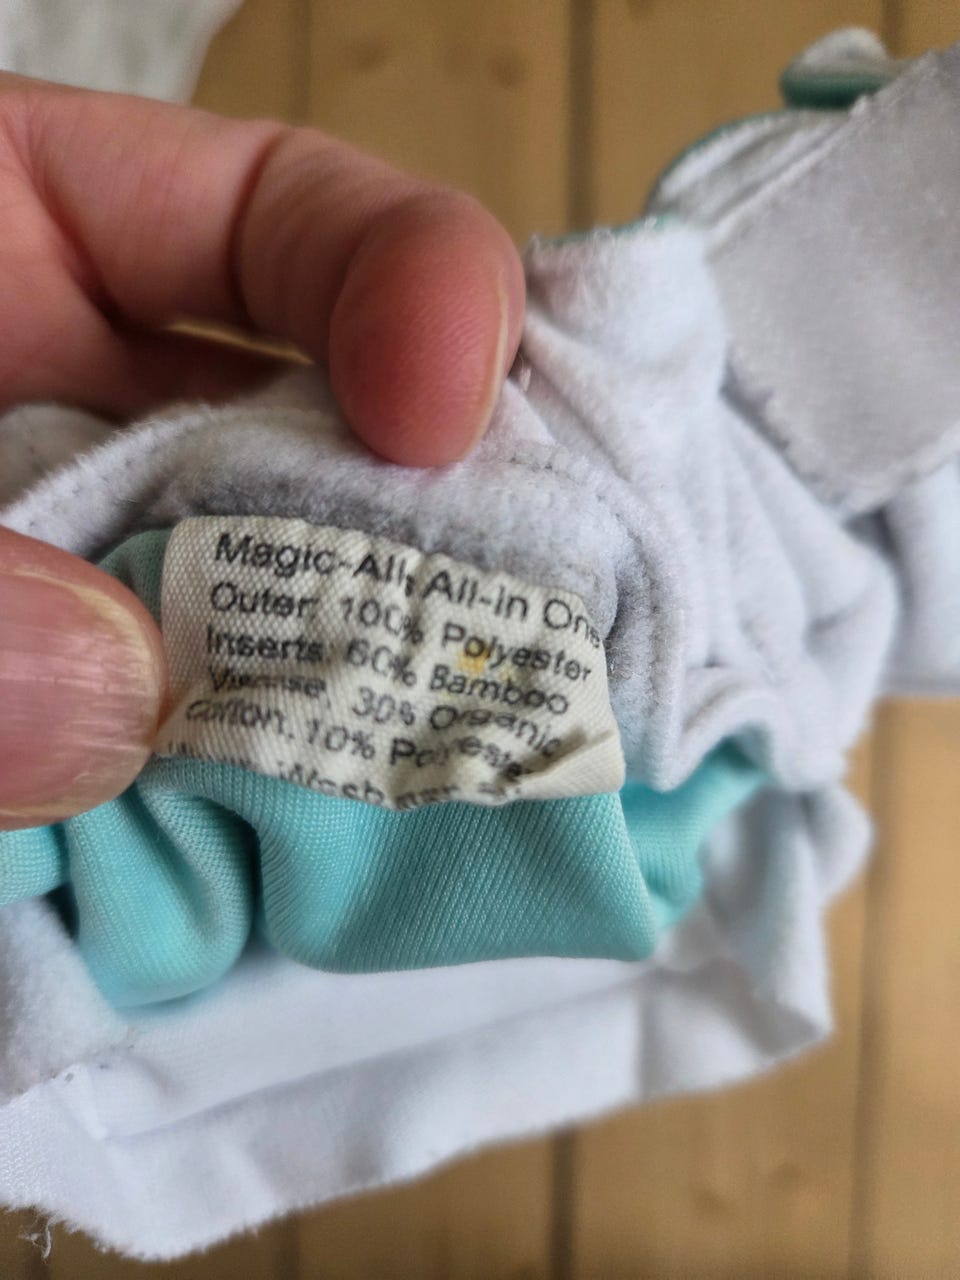 Magic-All, All-in One
Outer: 100% Polyester
Inserts: 60% Bamboo
Viscose, 30% Organic
cotton, 10% Polyester
Wash